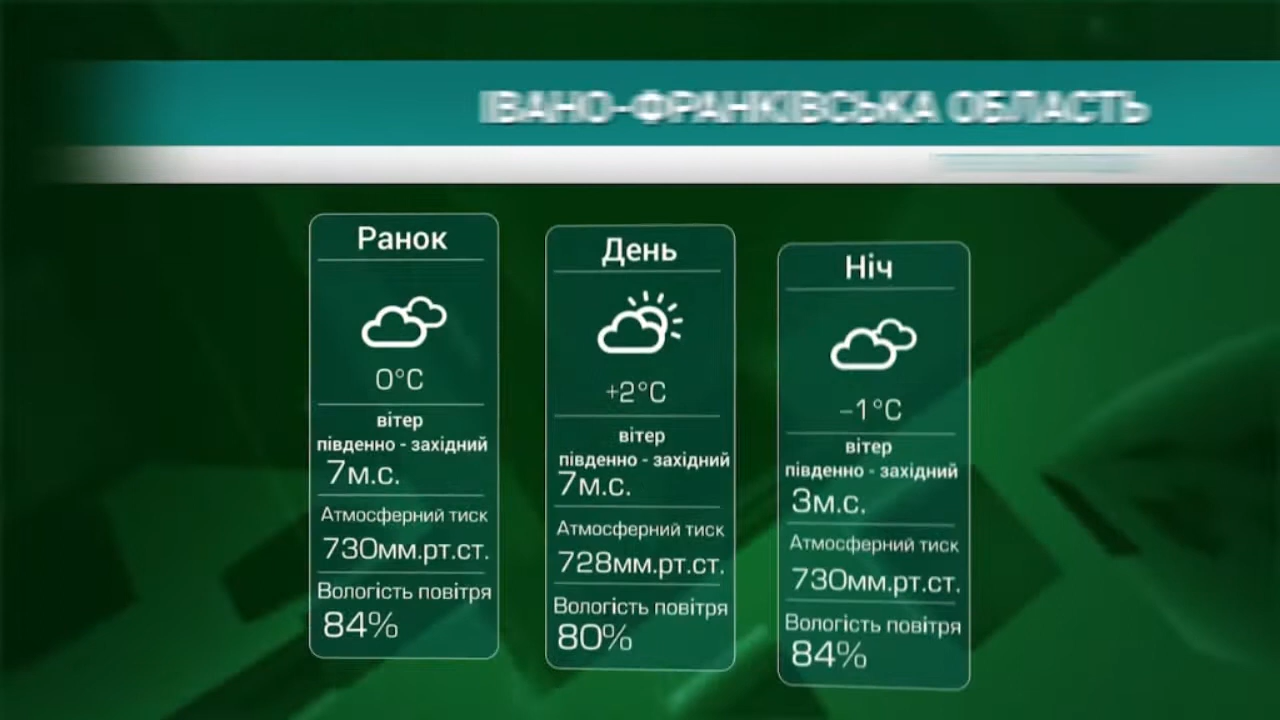 ІВАНО-ФРАНКІВСЬКА ОБЛАСТЬ
Ранок
0°C
вітер
південно - західний
7м.с.
Атмосферний тиск
730мм.рт.ст.
Вологість повітря
84%
День
+2°C
вітер
південно - західний
7м.с.
Атмосферний тиск
728мм.рт.ст.
Вологість повітря
80%
Ніч
-1°C
вітер
південно - західний
3м.с.
Атмосферний тиск
730мм.рт.ст.
Вологість повітря
84%